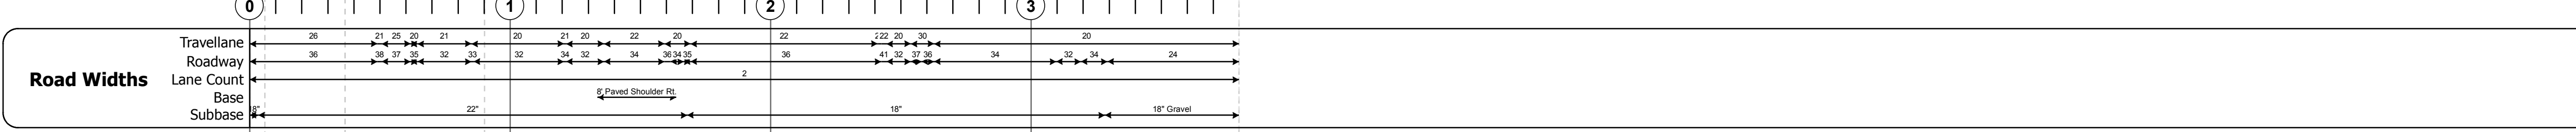 0 1 2 3
Travellane 26 21 25 20 21 20 21 20 22 20 22 22 20 30 20
Roadway 36 38 37 35 32 33 32 34 32 34 36 34 35 36 41 32 37 36 34 32 34 24
Road Widths
Lane Count 2
Base 8' Paved Shoulder Rt.
Subbase 18" 22" 18" 18" Gravel